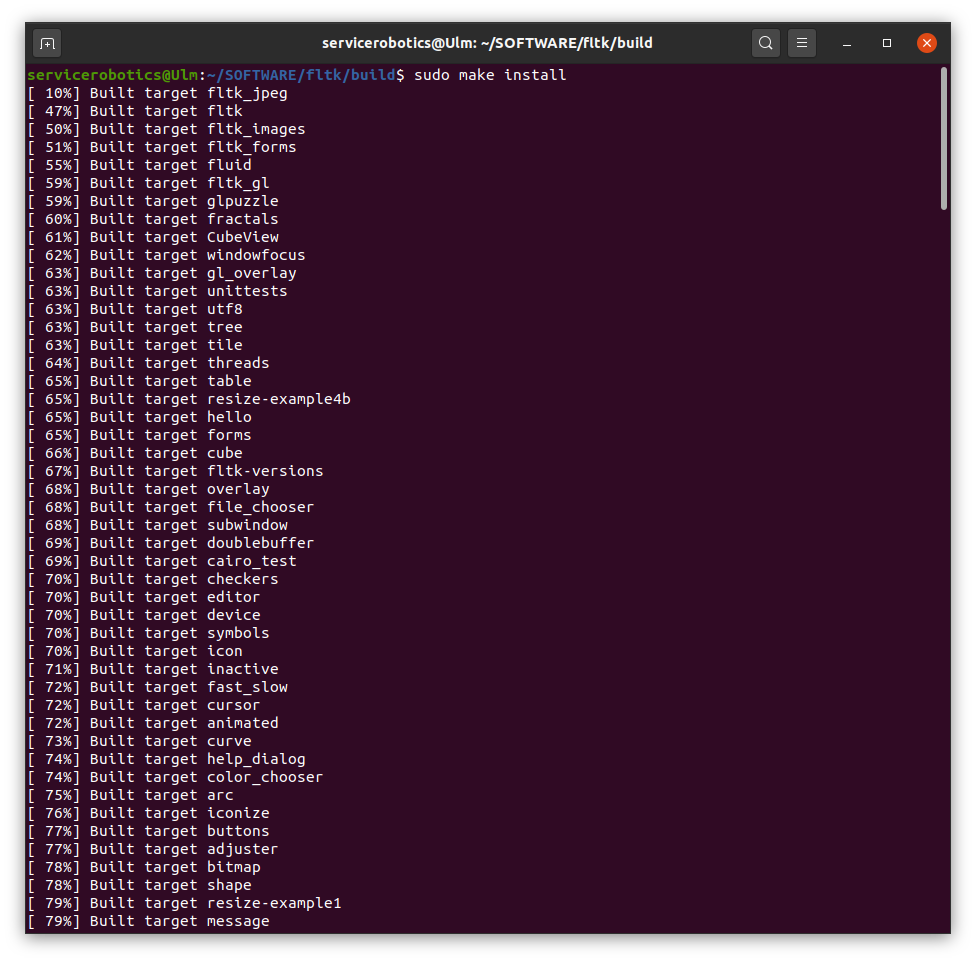 servicerobotics@Ulm: ~/SOFTWARE/fltk/build
servicerobotics@Ulm:~/SOFTWARE/fltk/build$ sudo make install
[ 10%] Built target fltk_jpeg
[ 47%] Built target fltk
[ 50%] Built target fltk_images
[ 51%] Built target fltk_forms
[ 55%] Built target fluid
[ 59%] Built target fltk_gl
[ 59%] Built target glpuzzle
[ 60%] Built target fractals
[ 61%] Built target CubeView
[ 62%] Built target windowfocus
[ 63%] Built target gl_overlay
[ 63%] Built target unittests
[ 63%] Built target utf8
[ 63%] Built target tree
[ 63%] Built target tile
[ 64%] Built target threads
[ 65%] Built target table
[ 65%] Built target resize-example4b
[ 65%] Built target hello
[ 65%] Built target forms
[ 66%] Built target cube
[ 67%] Built target fltk-versions
[ 68%] Built target overlay
[ 68%] Built target file_chooser
[ 68%] Built target subwindow
[ 69%] Built target doublebuffer
[ 69%] Built target cairo_test
[ 70%] Built target checkers
[ 70%] Built target editor
[ 70%] Built target device
[ 70%] Built target symbols
[ 70%] Built target icon
[ 71%] Built target inactive
[ 72%] Built target fast_slow
[ 72%] Built target cursor
[ 72%] Built target animated
[ 73%] Built target curve
[ 74%] Built target help_dialog
[ 74%] Built target color_chooser
[ 75%] Built target arc
[ 76%] Built target iconize
[ 77%] Built target buttons
[ 77%] Built target adjuster
[ 78%] Built target bitmap
[ 78%] Built target shape
[ 79%] Built target resize-example1
[ 79%] Built target message